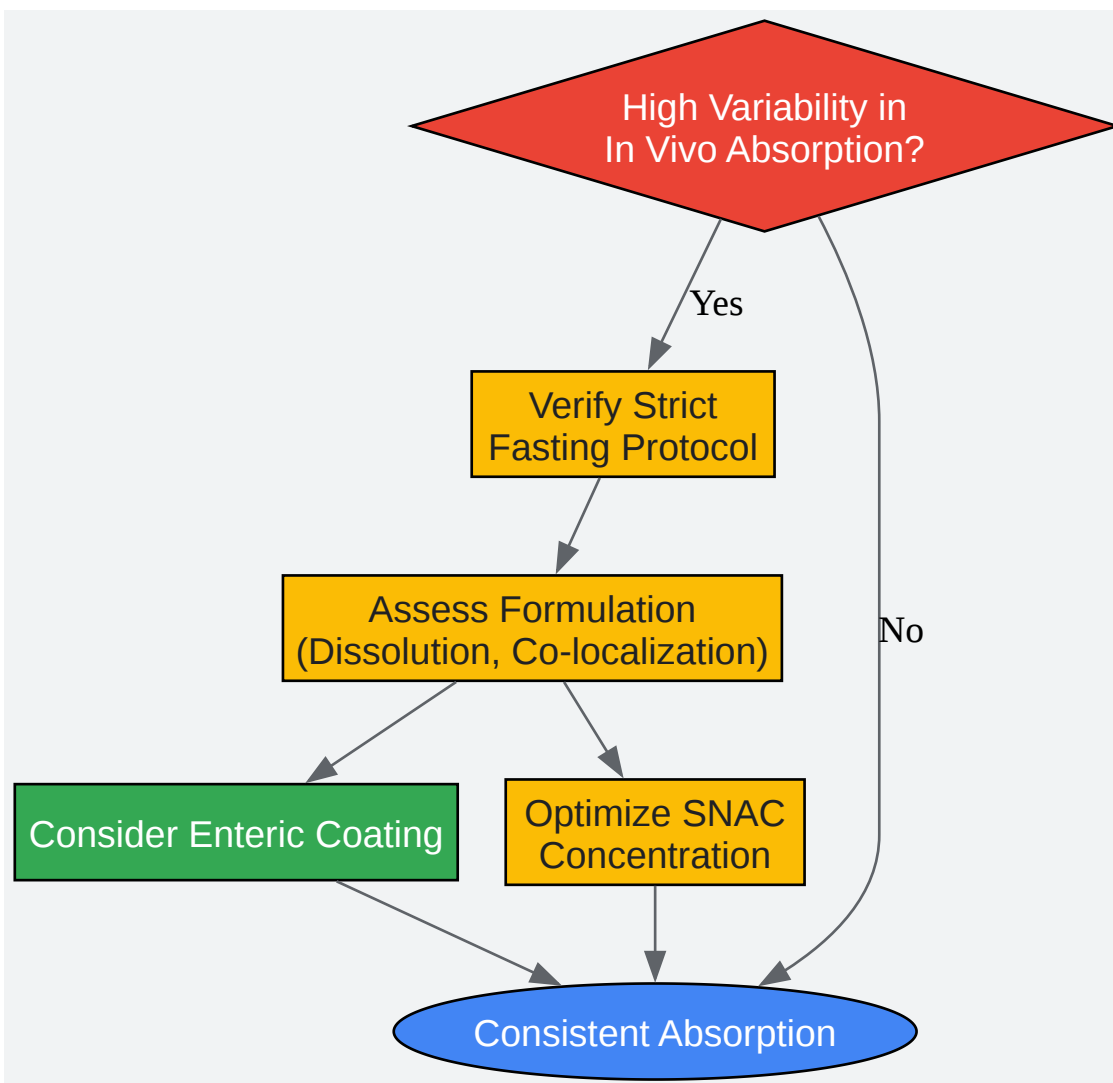 High Variability in
In Vivo Absorption?
Yes
Verify Strict
Fasting Protocol
Assess Formulation
(Dissolution, Co-localization)
No
Consider Enteric Coating
Optimize SNAC
Concentration
Consistent Absorption